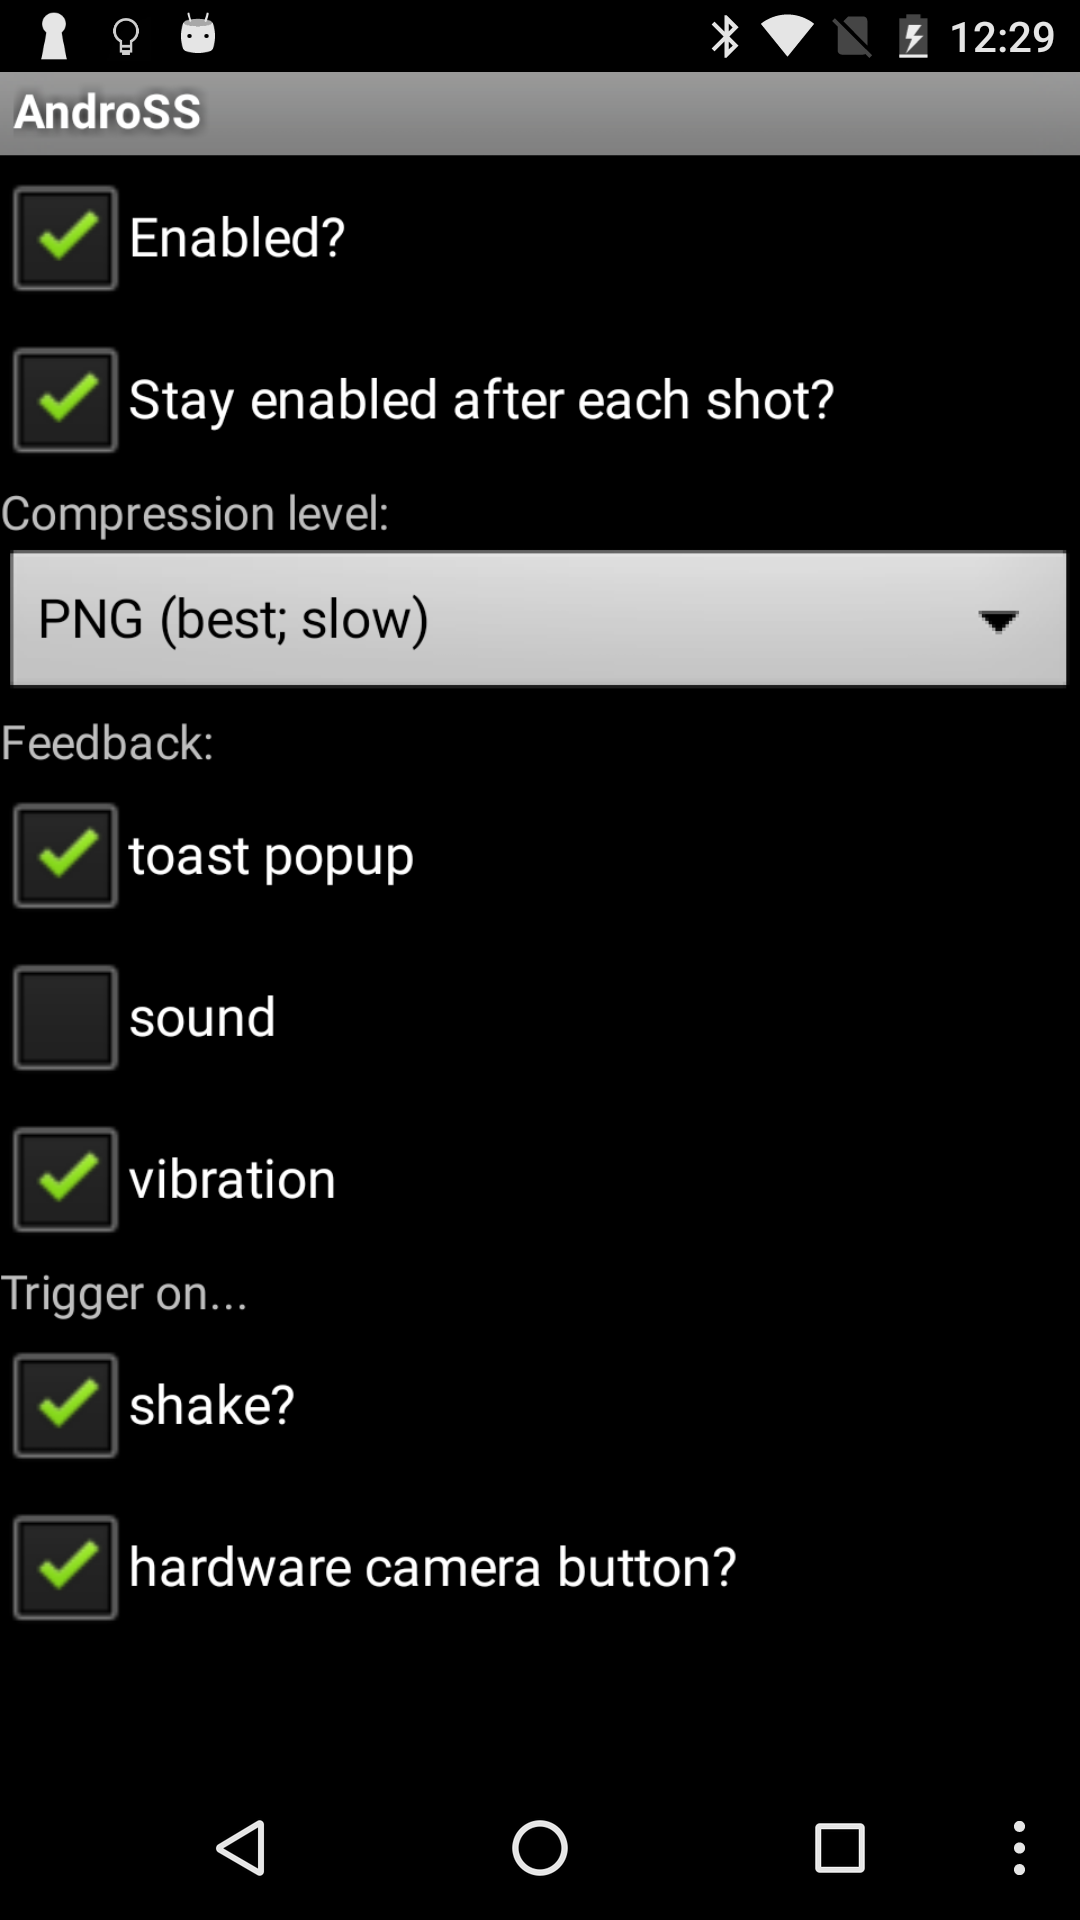 12:29
AndroSS
Enabled?
Stay enabled after each shot?
Compression level:
PNG (best; slow)
Feedback:
toast popup
sound
vibration
Trigger on...
shake?
hardware camera button?